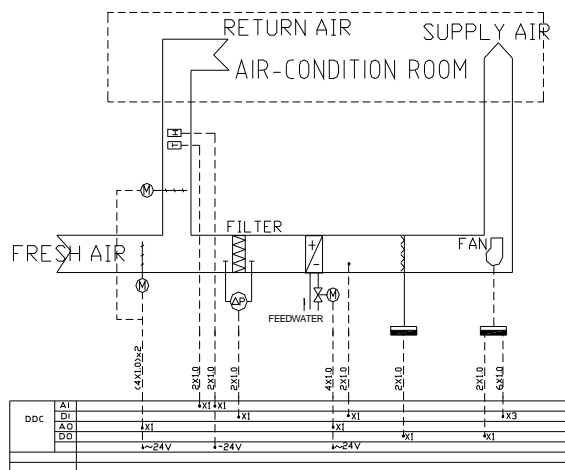 RETURN AIR
SUPPLY AIR
AIR-CONDITION ROOM
H
T
M
FILTER
FRESH AIR
+
-
FAN
M
ΔP
M
FEEDWATER
(4X1.0)X2
2X1.0
2X1.0
2X1.0
4X1.0
2X1.0
2X1.0
2X1.0
6X1.0
DDC
AI
X1
X1
DI
X1
X1
X3
AO
X1
X1
DO
X1
X1
~24V
~24V
~24V